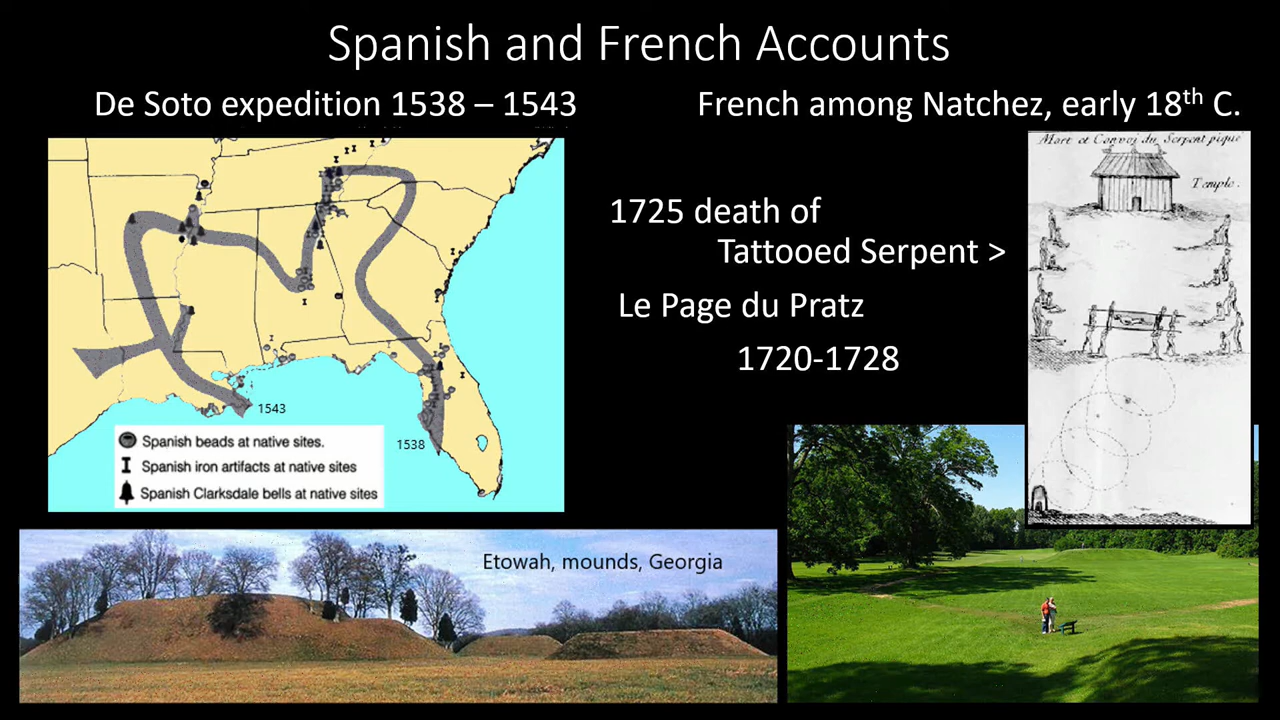 Spanish and French Accounts
De Soto expedition 1538 – 1543
French among Natchez, early 18th C.
1543
1538
Spanish beads at native sites.
Spanish iron artifacts at native sites
Spanish Clarksdale bells at native sites
1725 death of
Tattooed Serpent >
Le Page du Pratz
1720-1728
Mort et Convoi du Serpent piqué
Temple.
Etowah, mounds, Georgia